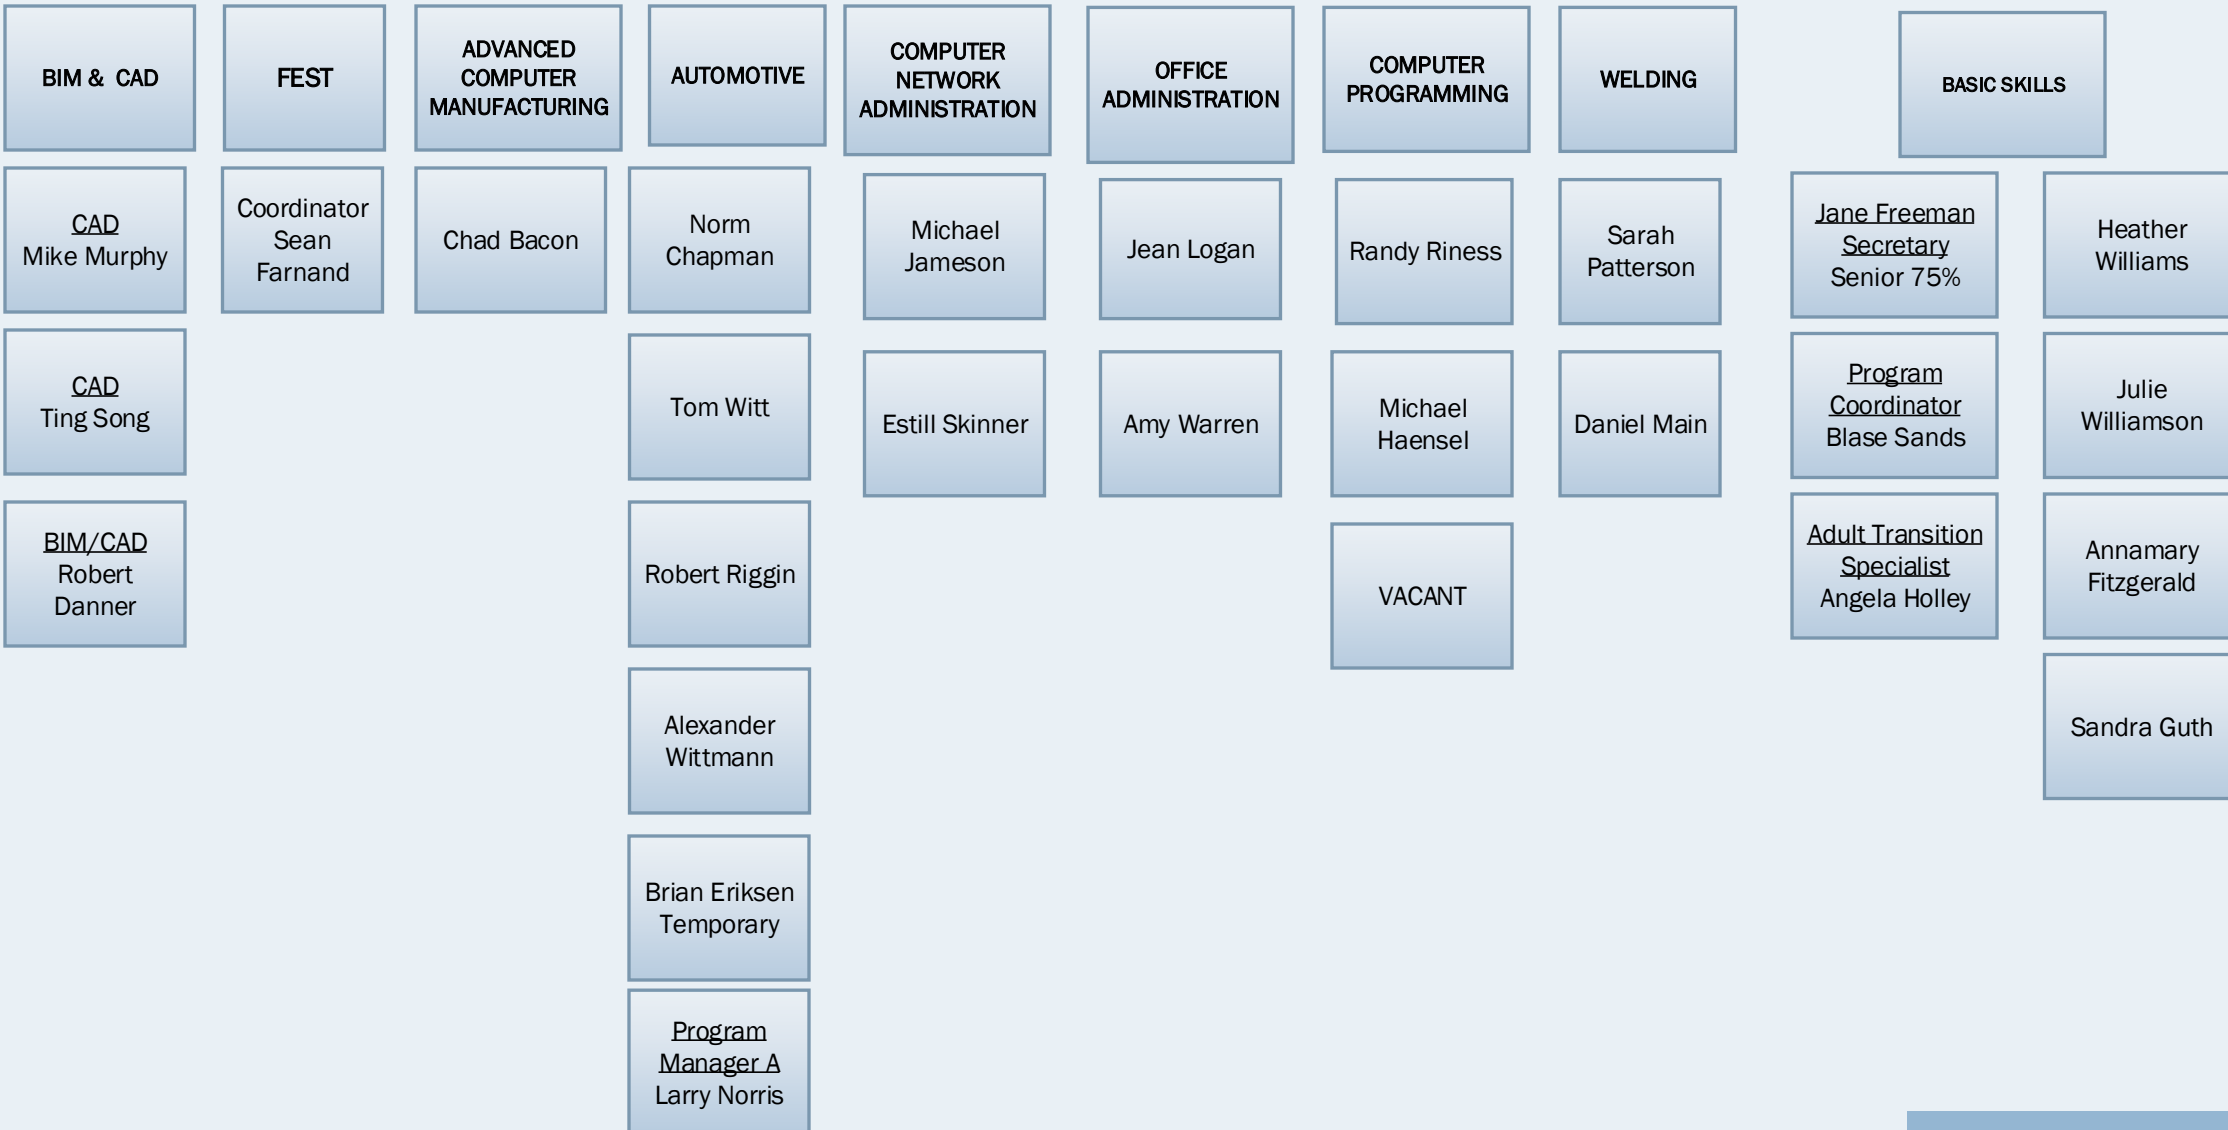 BIM & CAD
FEST
ADVANCED
COMPUTER
MANUFACTURING
AUTOMOTIVE
COMPUTER
NETWORK
ADMINISTRATION
OFFICE
ADMINISTRATION
COMPUTER
PROGRAMMING
WELDING
BASIC SKILLS
CAD
Mike Murphy
Coordinator
Sean
Farnand
Chad Bacon
Norm
Chapman
Michael
Jameson
Jean Logan
Randy Riness
Sarah
Patterson
Jane Freeman
Secretary
Senior 75%
Heather
Williams
CAD
Ting Song
Tom Witt
Estill Skinner
Amy Warren
Michael
Haensel
Daniel Main
Program
Coordinator
Blase Sands
Julie
Williamson
BIM/CAD
Robert
Danner
Robert Riggin
VACANT
Adult Transition
Specialist
Angela Holley
Annamary
Fitzgerald
Alexander
Wittmann
Sandra Guth
Brian Eriksen
Temporary
Program
Manager A
Larry Norris